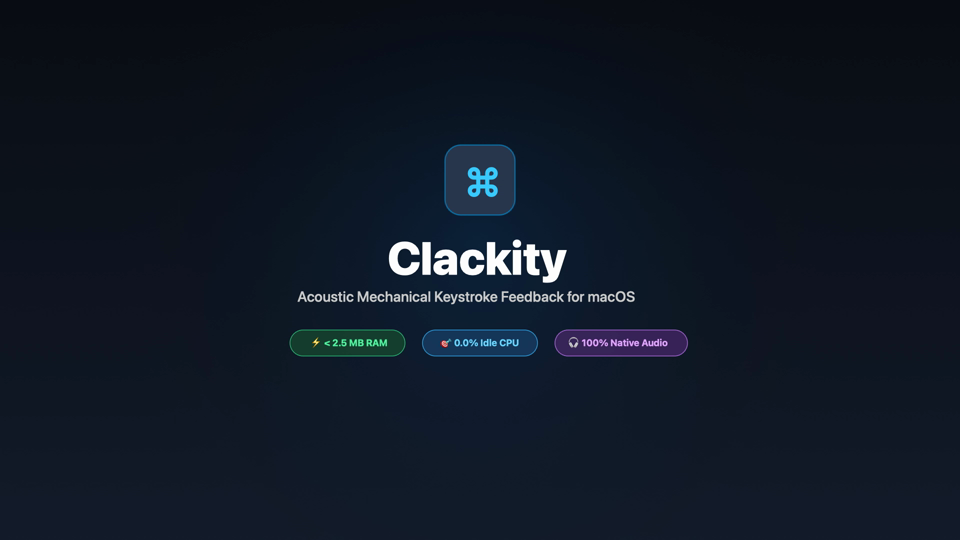 ⌘
Clackity
Acoustic Mechanical Keystroke Feedback for macOS
⚡ < 2.5 MB RAM
🎯 0.0% Idle CPU
🎧 100% Native Audio